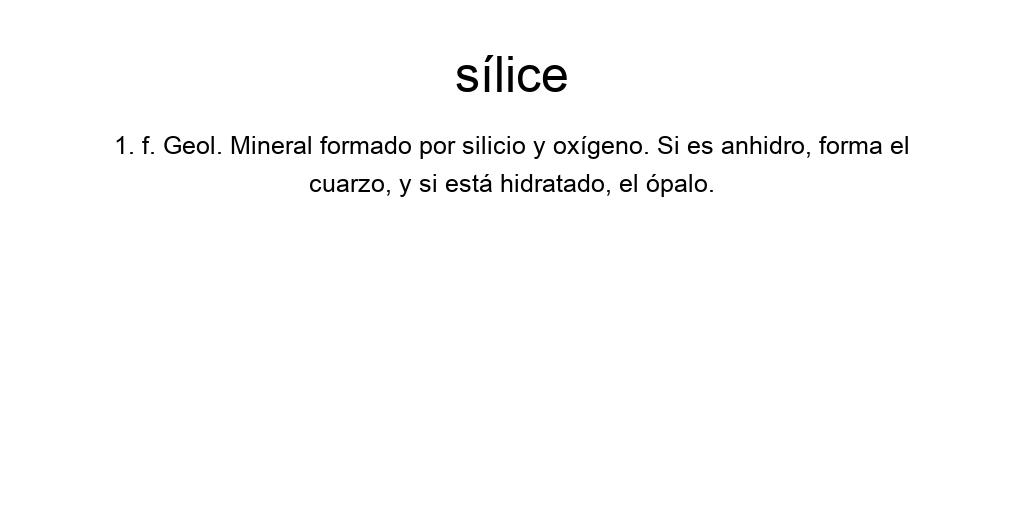 sílice
1. f. Geol. Mineral formado por silicio y oxígeno. Si es anhidro, forma el
cuarzo, y si está hidratado, el ópalo.